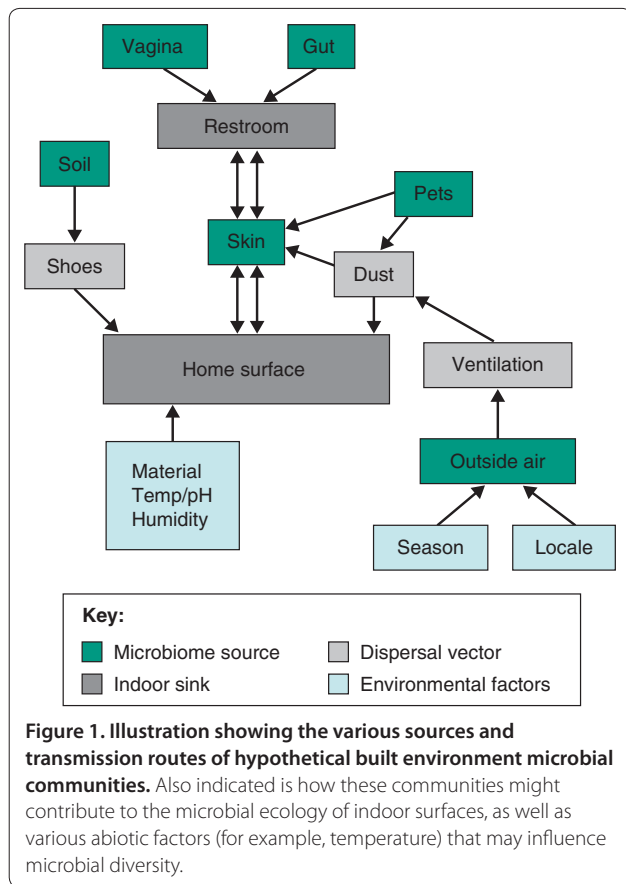 Vagina
Gut
Restroom
Soil
Pets
Skin
Shoes
Dust
Home surface
Ventilation
Material
Temp/pH
Humidity
Outside air
Season
Locale
Key:
Microbiome source
Dispersal vector
Indoor sink
Environmental factors
Figure 1. Illustration showing the various sources and
transmission routes of hypothetical built environment microbial
communities. Also indicated is how these communities might
contribute to the microbial ecology of indoor surfaces, as well as
various abiotic factors (for example, temperature) that may influence
microbial diversity.